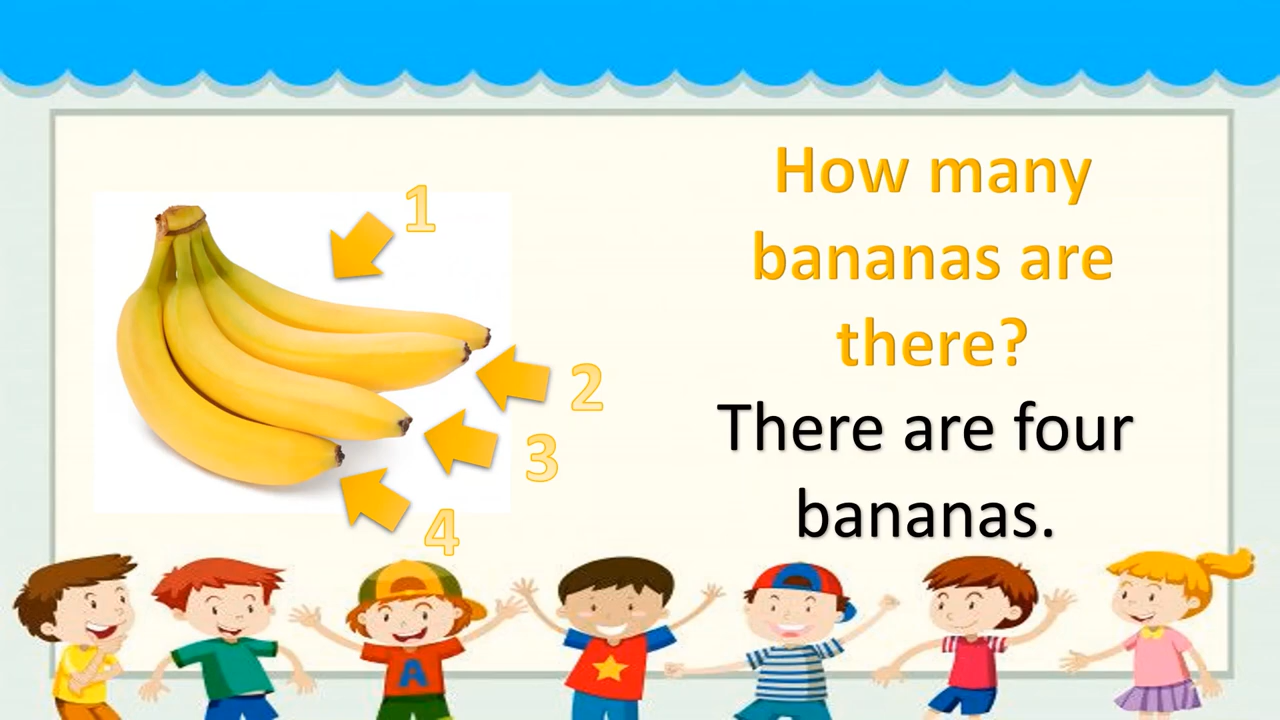 1
2
3
4
How many
bananas are
there?
There are four
bananas.
A